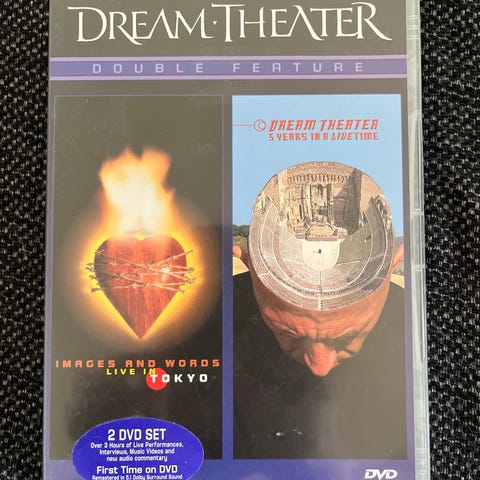 DREAM·THEATER
DOUBLE FEATURE
DREAM THEATER
5 YEARS IN A LIVETIME
IMAGES AND WORDS
LIVE IN
TOKYO
2 DVD SET
Over 3 Hours of Live Performances,
Interviews, Music Videos and
new audio commentary
First Time on DVD
Remastered in 5.1 Dolby Surround Sound
DVD